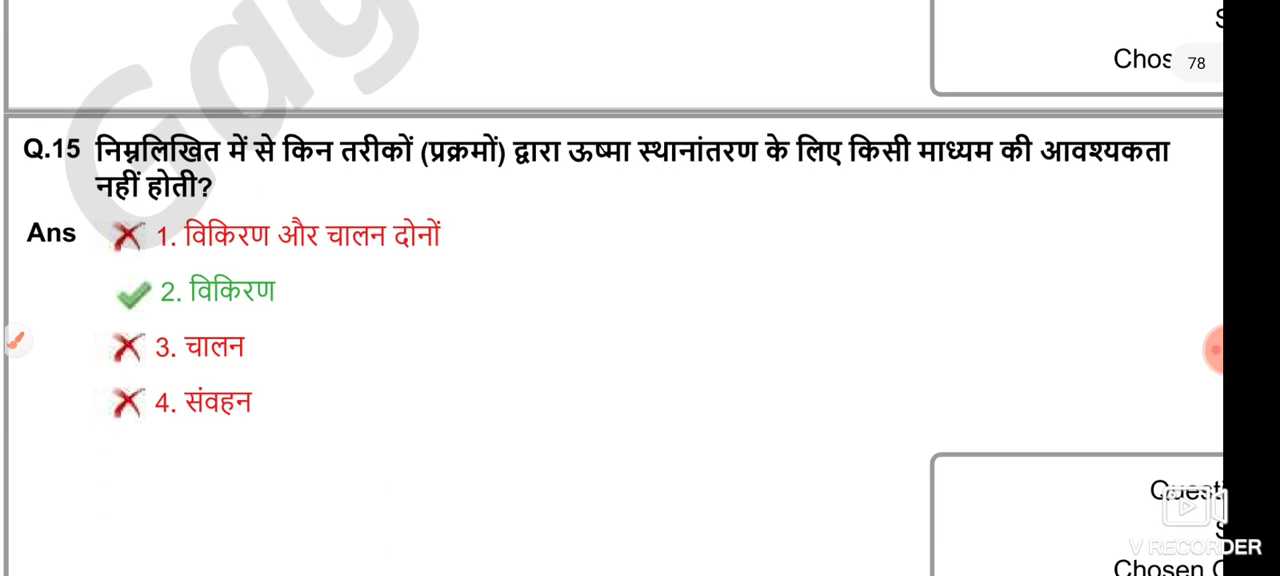 Chos 78
Q.15 निम्नलिखित में से किन तरीकों (प्रक्रमों) द्वारा ऊष्मा स्थानांतरण के लिए किसी माध्यम की आवश्यकता
नहीं होती?
Ans 1. विकिरण और चालन दोनों
2. विकिरण
3. चालन
4. संवहन
Quest
V RECORDER
Chosen